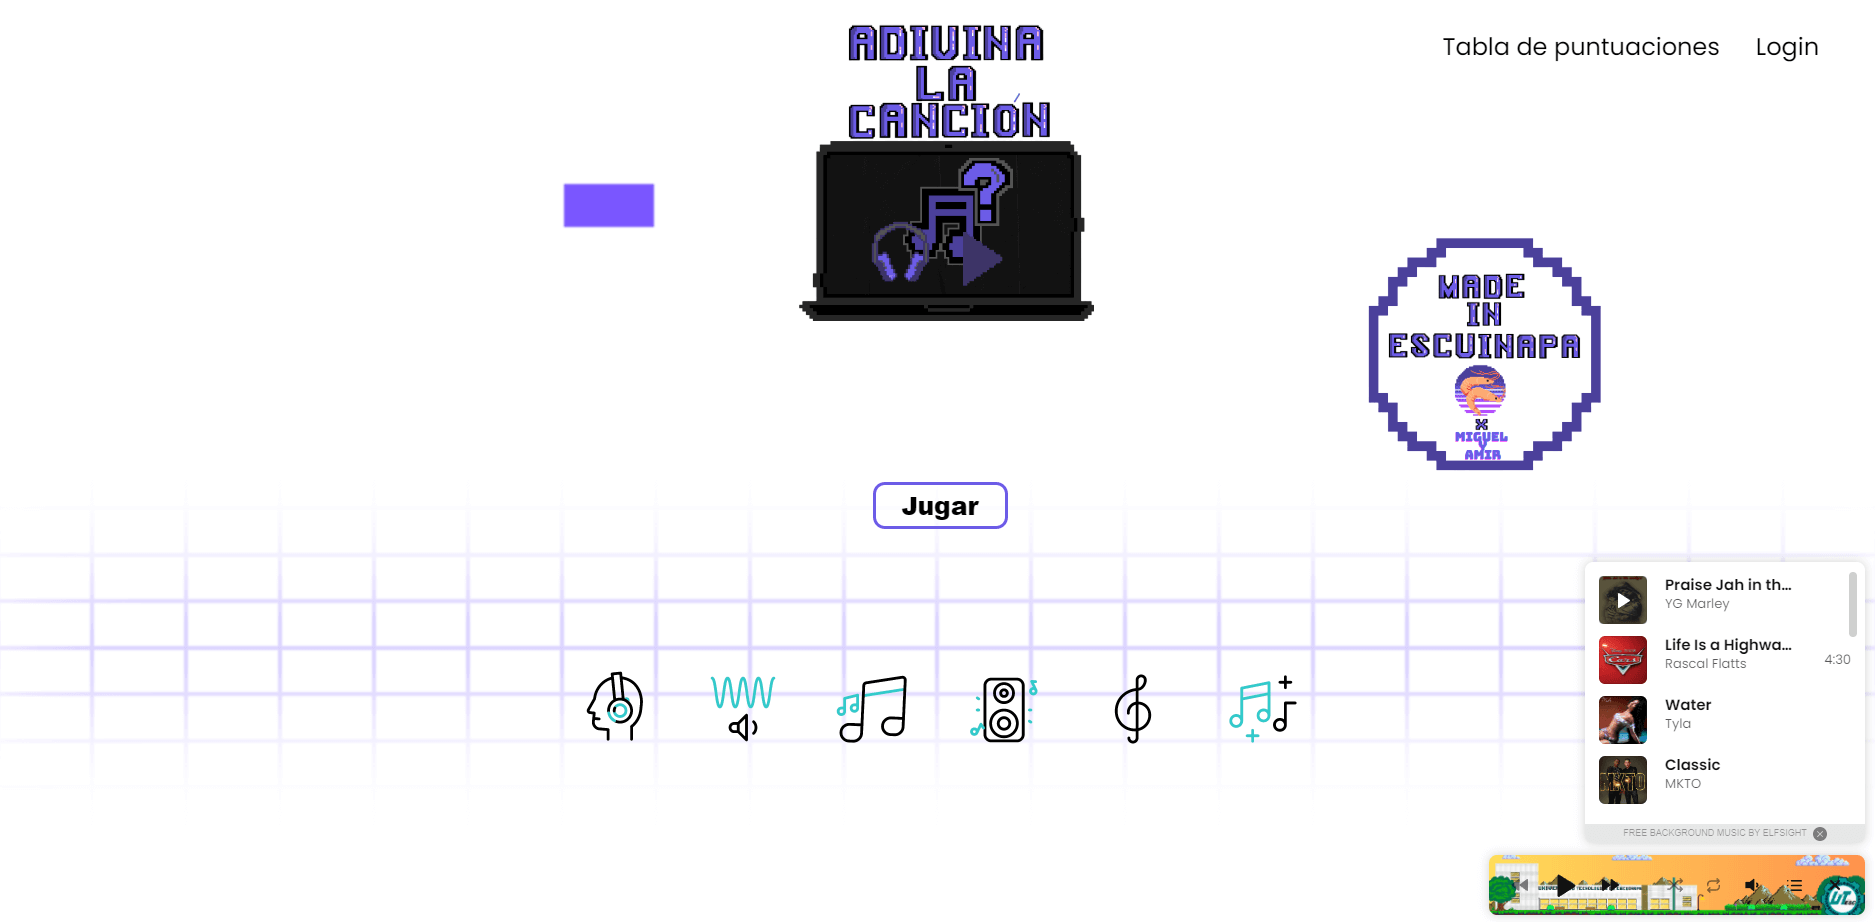 ADIVINA
LA
CANCIÓN
Tabla de puntuaciones
Login
MADE
IN
ESCUINAPA
X
MIGUEL
Y
AMIR
Jugar
Praise Jah in th...
YG Marley
Life Is a Highwa...
Rascal Flatts
4:30
Water
Tyla
Classic
MKTO
MKTO
FREE BACKGROUND MUSIC BY ELFSIGHT